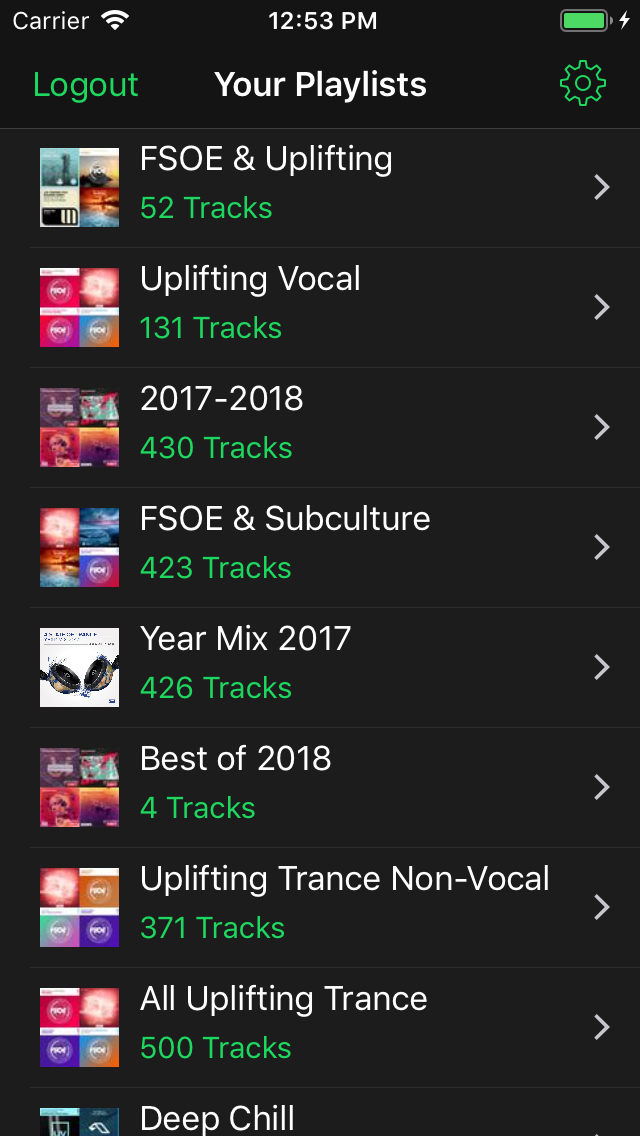 Carrier 12:53 PM
Logout Your Playlists
FSOE & Uplifting
52 Tracks
Uplifting Vocal
131 Tracks
2017-2018
430 Tracks
FSOE & Subculture
423 Tracks
Year Mix 2017
426 Tracks
Best of 2018
4 Tracks
Uplifting Trance Non-Vocal
371 Tracks
All Uplifting Trance
500 Tracks
Deep Chill